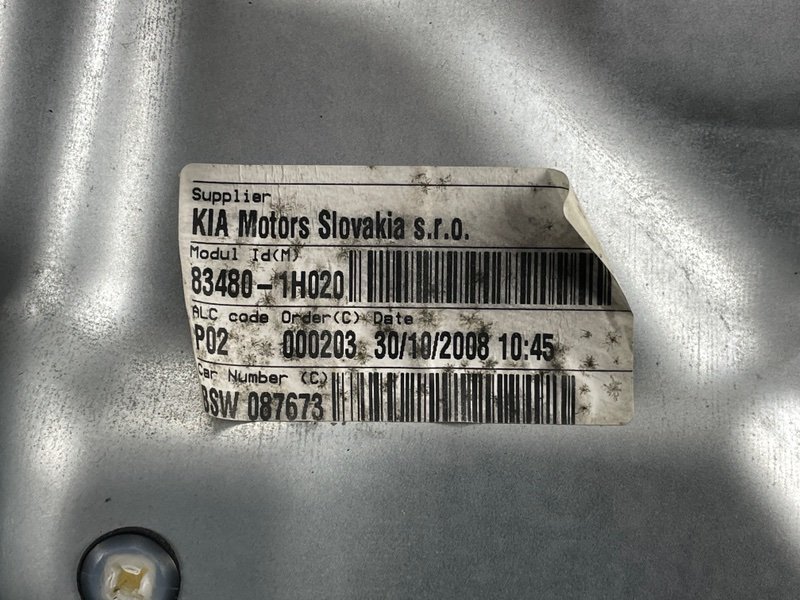 Supplier
KIA Motors Slovakia s.r.o.
Modul Id(M)
83480-1H020
ALC code Order(C) Date
P02 000203 30/10/2008 10:45
Car Number (C)
BSW 087673